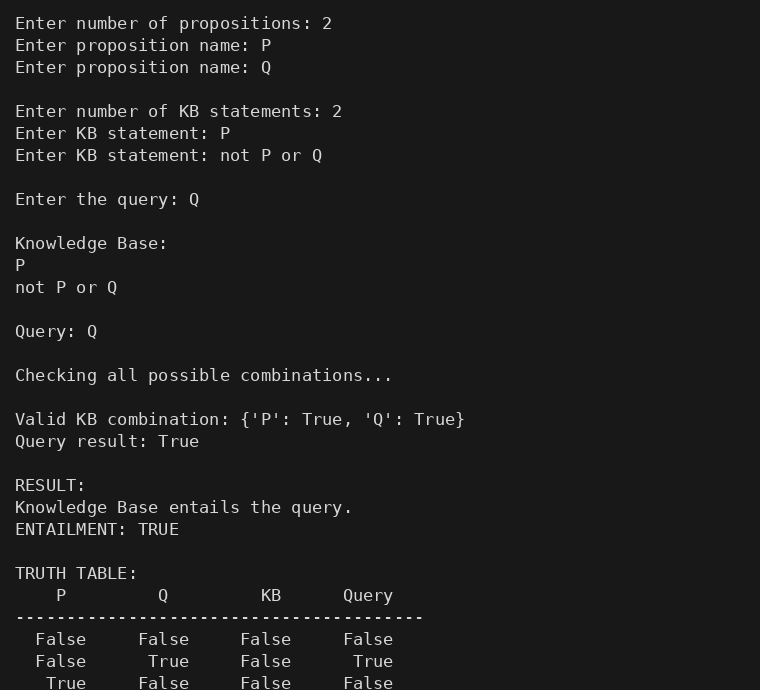 Enter number of propositions: 2
Enter proposition name: P
Enter proposition name: Q
Enter number of KB statements: 2
Enter KB statement: P
Enter KB statement: not P or Q
Enter the query: Q
Knowledge Base:
P
not P or Q
Query: Q
Checking all possible combinations...
Valid KB combination: {'P': True, 'Q': True}
Query result: True
RESULT:
Knowledge Base entails the query.
ENTAILMENT: TRUE
TRUTH TABLE:
    P         Q         KB      Query
----------------------------------------
  False     False     False     False
  False      True     False      True
   True     False     False     False